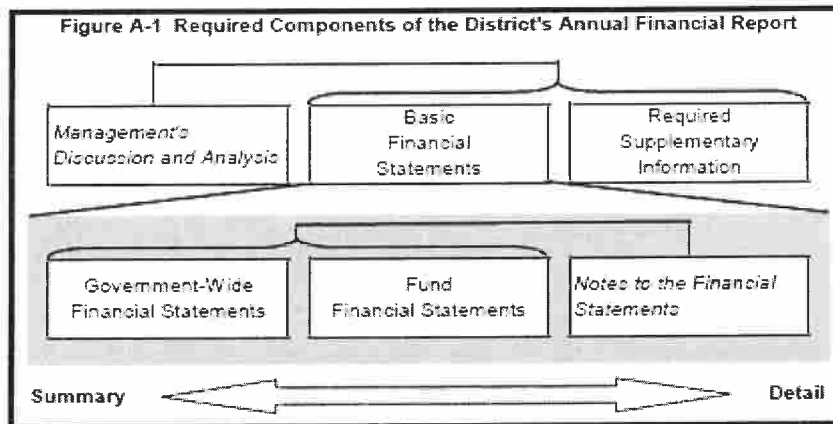 Figure A-1 Required Components of the District's Annual Financial Report
Management's
Discussion and Analysis
Basic
Financial
Statements
Required
Supplementary
Information
Government-Wide
Financial Statements
Fund
Financial Statements
Notes to the Financial
Statements
Summary
Detail